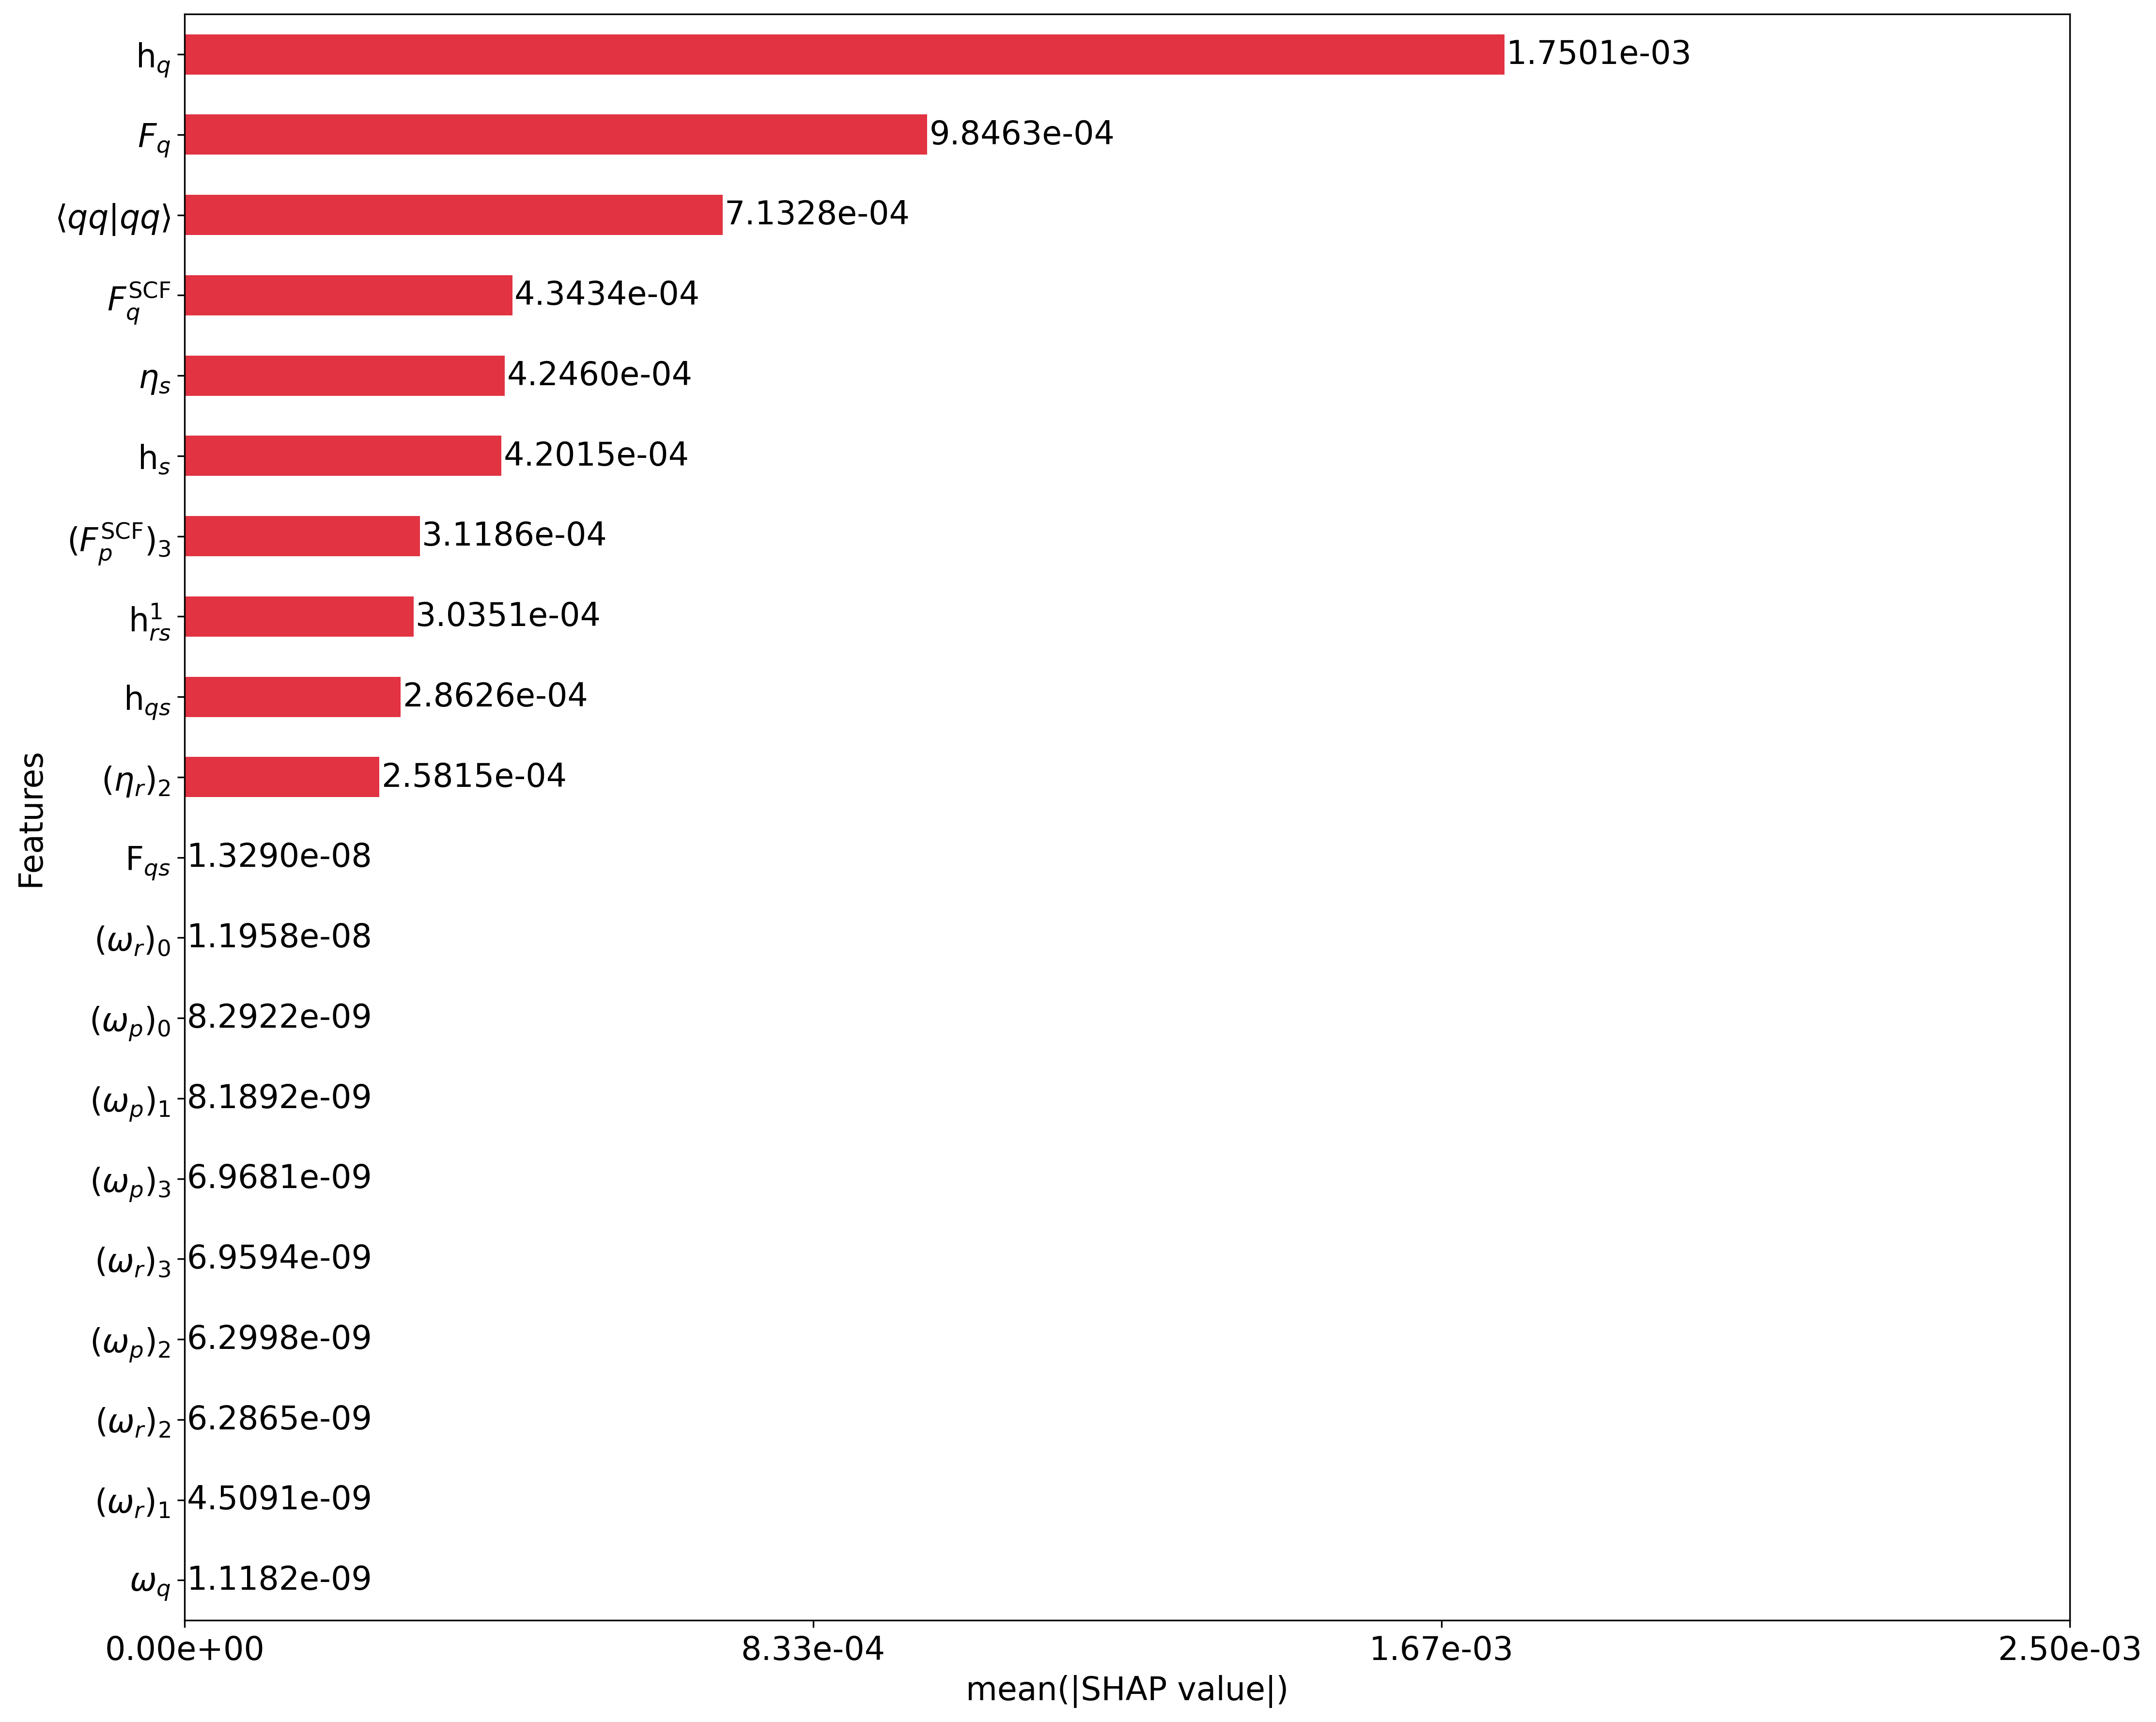 h_q 1.7501e-03
F_q 9.8463e-04
⟨qq|qq⟩ 7.1328e-04
F_q^SCF 4.3434e-04
η_s 4.2460e-04
h_s 4.2015e-04
(F_p^SCF)_3 3.1186e-04
h_rs^1 3.0351e-04
h_qs 2.8626e-04
(η_r)_2 2.5815e-04
F_qs 1.3290e-08
(ω_r)_0 1.1958e-08
(ω_p)_0 8.2922e-09
(ω_p)_1 8.1892e-09
(ω_p)_3 6.9681e-09
(ω_r)_3 6.9594e-09
(ω_p)_2 6.2998e-09
(ω_r)_2 6.2865e-09
(ω_r)_1 4.5091e-09
ω_q 1.1182e-09
Features
0.00e+00 8.33e-04 1.67e-03 2.50e-03
mean(|SHAP value|)